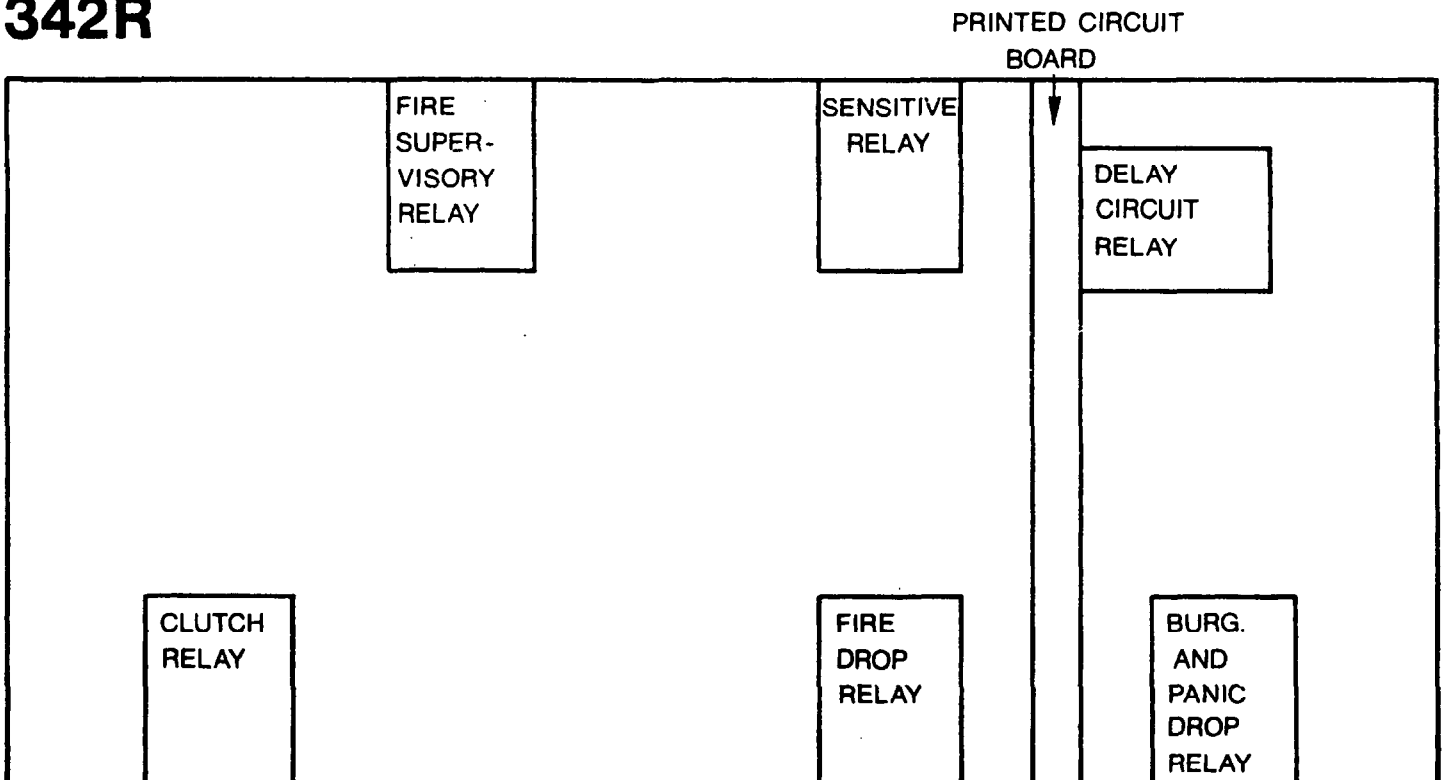 342R
PRINTED CIRCUIT
BOARD
FIRE
SUPER-
VISORY
RELAY
SENSITIVE
RELAY
DELAY
CIRCUIT
RELAY
CLUTCH
RELAY
FIRE
DROP
RELAY
BURG.
AND
PANIC
DROP
RELAY